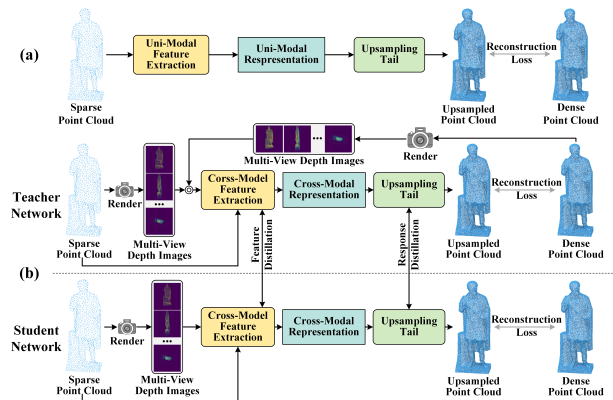 (a)
Uni-Modal
Feature
Extraction
Uni-Modal
Respresentation
Upsampling
Tail
Reconstruction
Loss
Sparse
Point Cloud
Upsampled
Point Cloud
Dense
Point Cloud
Multi-View Depth Images
Render
Teacher
Network
Render
Corss-Model
Feature
Extraction
Cross-Modal
Representation
Upsampling
Tail
Reconstruction
Loss
Sparse
Point Cloud
Multi-View
Depth Images
Feature
Distillation
Response
Distillation
Upsampled
Point Cloud
Dense
Point Cloud
(b)
Student
Network
Render
Cross-Model
Feature
Extraction
Cross-Modal
Representation
Upsampling
Tail
Reconstruction
Loss
Sparse
Point Cloud
Multi-View
Depth Images
Upsampled
Point Cloud
Dense
Point Cloud